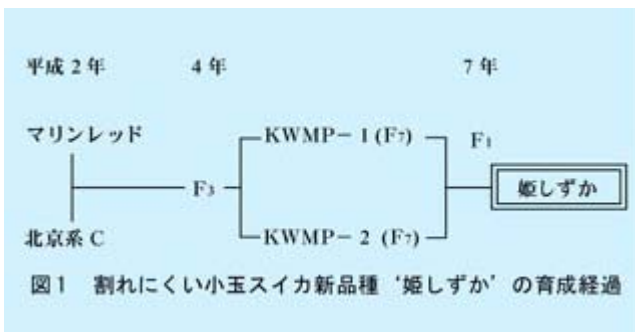 平成2年 4年 7年
マリンレッド KWMP-1(F7) F1
F3 姫しずか
北京系C KWMP-2(F7)
図1 割れにくい小玉スイカ新品種‘姫しずか’の育成経過